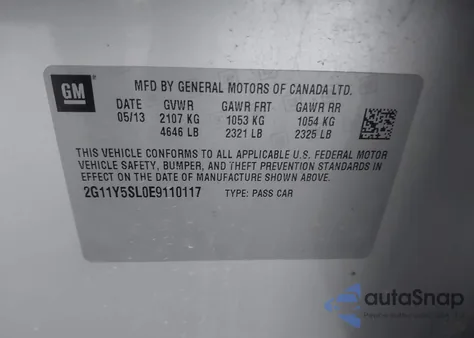 GM
MFD BY GENERAL MOTORS OF CANADA LTD.
DATE GVWR GAWR FRT GAWR RR
05/13 2107 KG 1053 KG 1054 KG
4646 LB 2321 LB 2325 LB
THIS VEHICLE CONFORMS TO ALL APPLICABLE U.S. FEDERAL MOTOR
VEHICLE SAFETY, BUMPER, AND THEFT PREVENTION STANDARDS IN
EFFECT ON THE DATE OF MANUFACTURE SHOWN ABOVE.
2G11Y5SL0E9110117 TYPE: PASS CAR
autoSnap